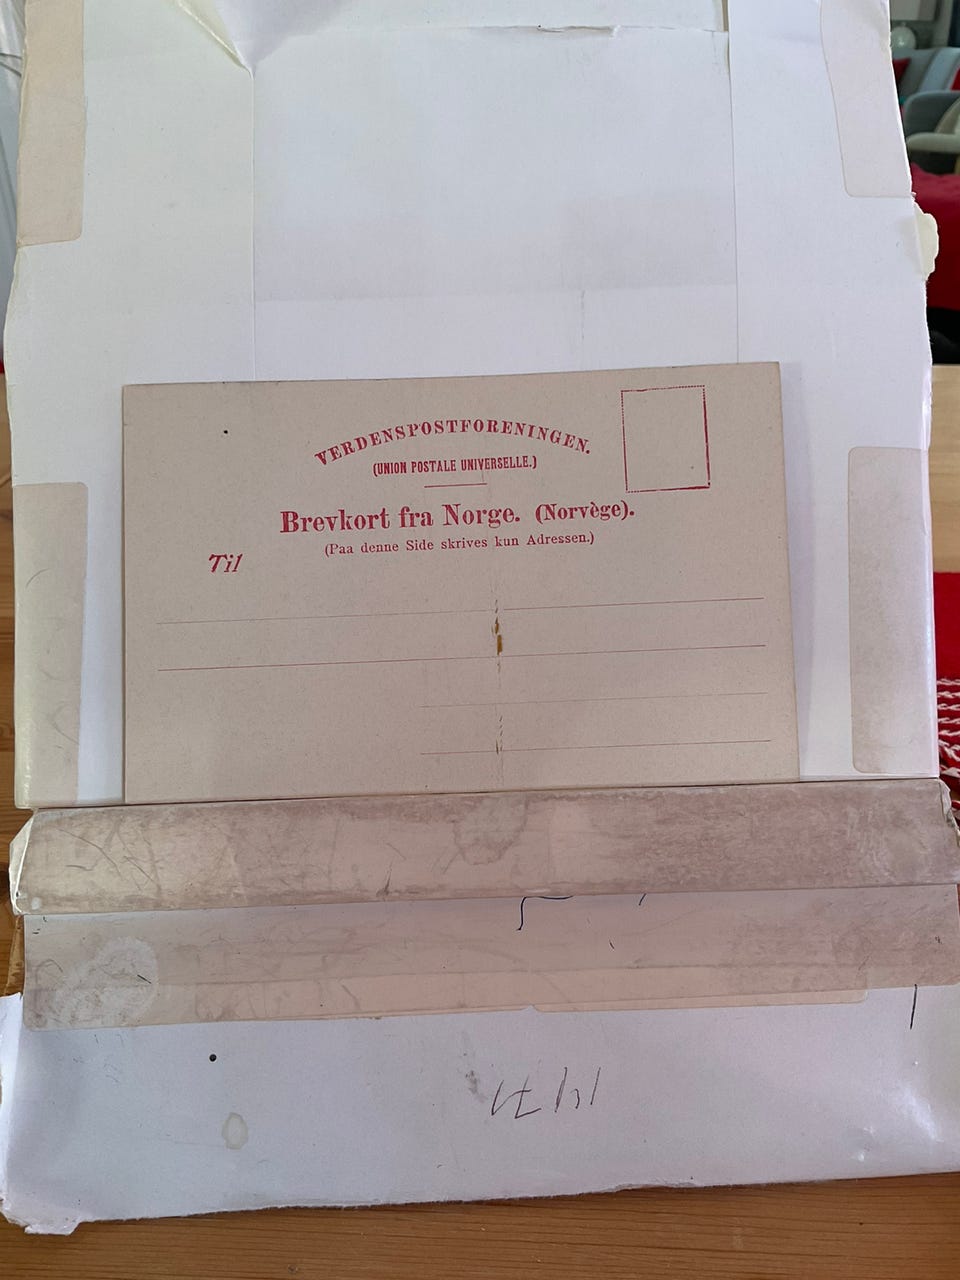 VERDENSPOSTFORENINGEN.
(UNION POSTALE UNIVERSELLE.)
Brevkort fra Norge. (Norvège).
(Paa denne Side skrives kun Adressen.)
Til